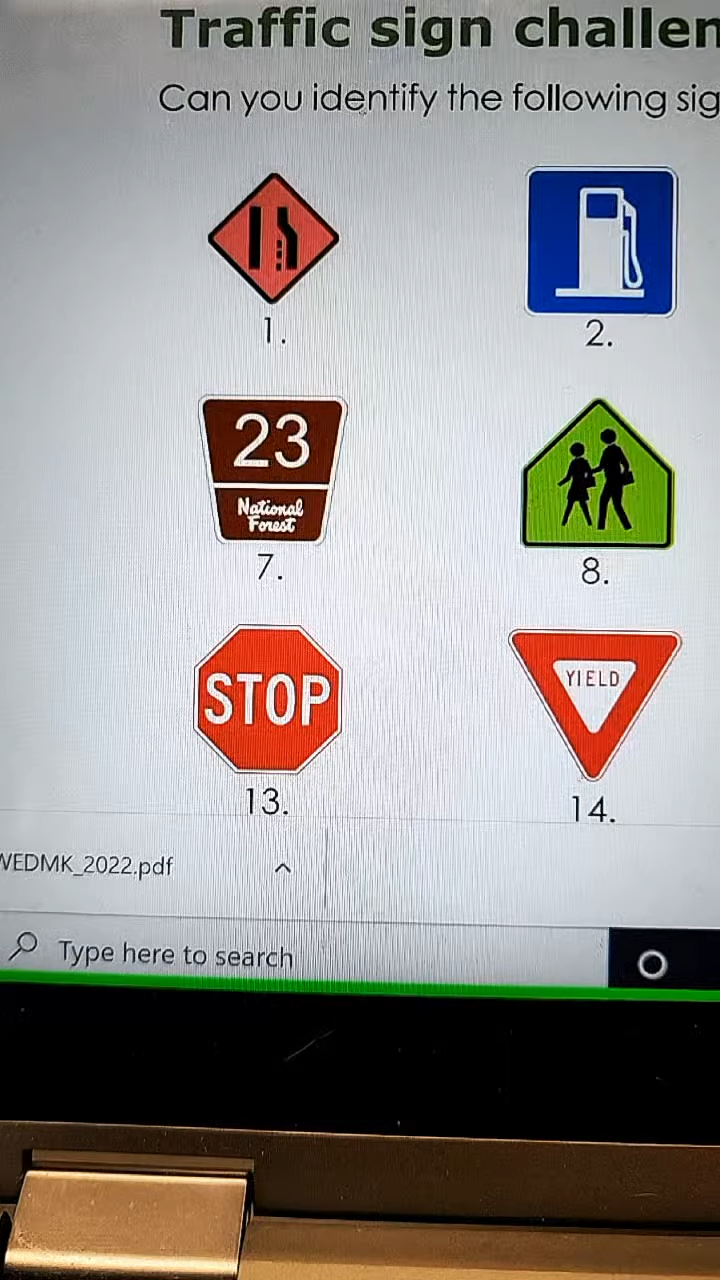 Traffic sign challen
Can you identify the following sig
1.
2.
23
National
Forest
7.
8.
STOP
YIELD
13.
14.
WEDMK_2022.pdf
Type here to search